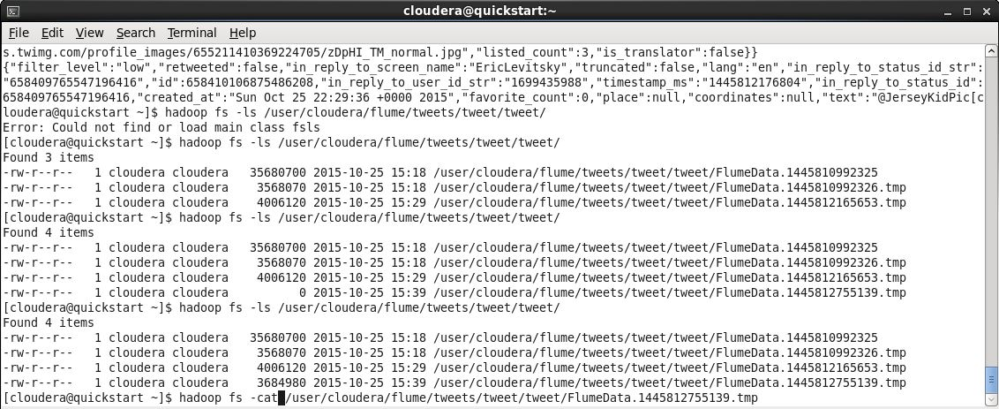 cloudera@quickstart:~
File Edit View Search Terminal Help
s.twimg.com/profile_images/655211410369224705/zDpHI_TM_normal.jpg","listed_count":3,"is_translator":false}}
{"filter_level":"low","retweeted":false,"in_reply_to_screen_name":"EricLevitsky","truncated":false,"lang":"en","in_reply_to_status_id_str":
"658409765547196416","id":658410106875486208,"in_reply_to_user_id_str":"1699435988","timestamp_ms":"1445812176804","in_reply_to_status_id":
658409765547196416,"created_at":"Sun Oct 25 22:29:36 +0000 2015","favorite_count":0,"place":null,"coordinates":null,"text":"@JerseyKidPic[c
loudera@quickstart ~]$ hadoop fs -ls /user/cloudera/flume/tweets/tweet/tweet/
Error: Could not find or load main class fsls
[cloudera@quickstart ~]$ hadoop fs -ls /user/cloudera/flume/tweets/tweet/tweet/
Found 3 items
-rw-r--r--   1 cloudera cloudera   35680700 2015-10-25 15:18 /user/cloudera/flume/tweets/tweet/tweet/FlumeData.1445810992325
-rw-r--r--   1 cloudera cloudera    3568070 2015-10-25 15:18 /user/cloudera/flume/tweets/tweet/tweet/FlumeData.1445810992326.tmp
-rw-r--r--   1 cloudera cloudera    4006120 2015-10-25 15:29 /user/cloudera/flume/tweets/tweet/tweet/FlumeData.1445812165653.tmp
[cloudera@quickstart ~]$ hadoop fs -ls /user/cloudera/flume/tweets/tweet/tweet/
Found 4 items
-rw-r--r--   1 cloudera cloudera   35680700 2015-10-25 15:18 /user/cloudera/flume/tweets/tweet/tweet/FlumeData.1445810992325
-rw-r--r--   1 cloudera cloudera    3568070 2015-10-25 15:18 /user/cloudera/flume/tweets/tweet/tweet/FlumeData.1445810992326.tmp
-rw-r--r--   1 cloudera cloudera    4006120 2015-10-25 15:29 /user/cloudera/flume/tweets/tweet/tweet/FlumeData.1445812165653.tmp
-rw-r--r--   1 cloudera cloudera          0 2015-10-25 15:39 /user/cloudera/flume/tweets/tweet/tweet/FlumeData.1445812755139.tmp
[cloudera@quickstart ~]$ hadoop fs -ls /user/cloudera/flume/tweets/tweet/tweet/
Found 4 items
-rw-r--r--   1 cloudera cloudera   35680700 2015-10-25 15:18 /user/cloudera/flume/tweets/tweet/tweet/FlumeData.1445810992325
-rw-r--r--   1 cloudera cloudera    3568070 2015-10-25 15:18 /user/cloudera/flume/tweets/tweet/tweet/FlumeData.1445810992326.tmp
-rw-r--r--   1 cloudera cloudera    4006120 2015-10-25 15:29 /user/cloudera/flume/tweets/tweet/tweet/FlumeData.1445812165653.tmp
-rw-r--r--   1 cloudera cloudera    3684980 2015-10-25 15:39 /user/cloudera/flume/tweets/tweet/tweet/FlumeData.1445812755139.tmp
[cloudera@quickstart ~]$ hadoop fs -cat /user/cloudera/flume/tweets/tweet/tweet/FlumeData.1445812755139.tmp